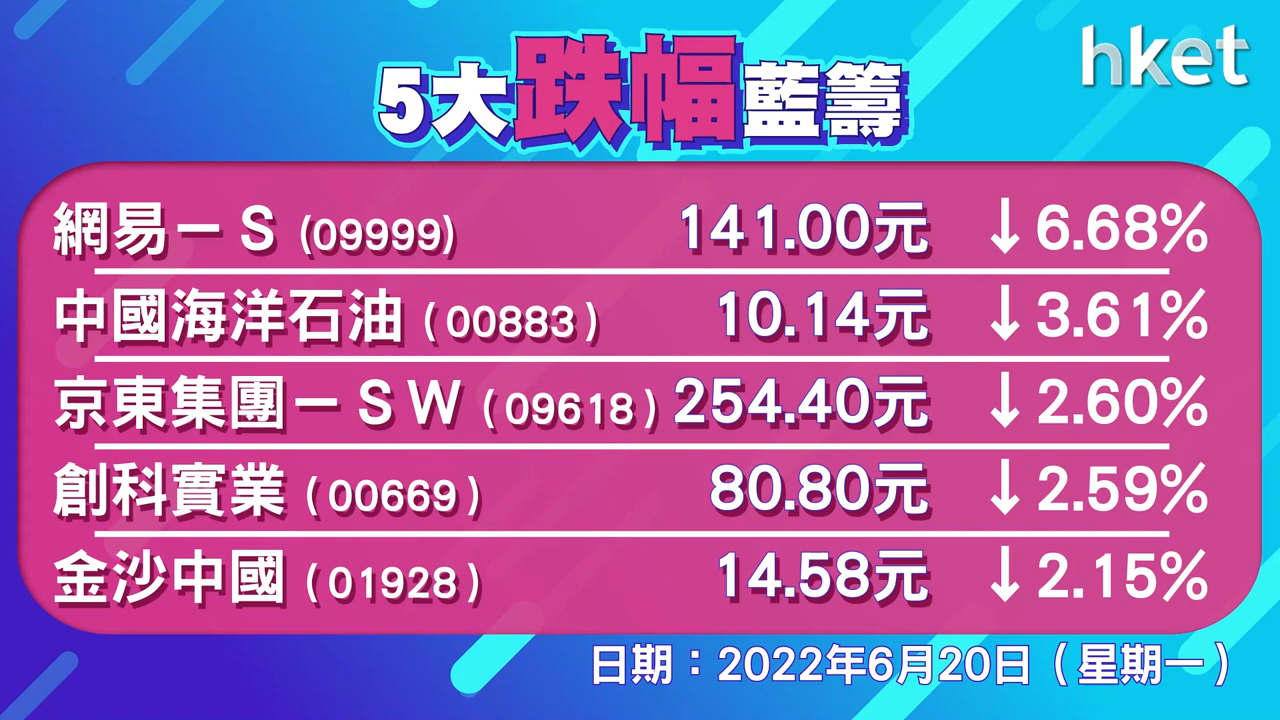 hket
5大跌幅藍籌
網易－S (09999) 141.00元 ↓6.68%
中國海洋石油 (00883) 10.14元 ↓3.61%
京東集團－SW (09618) 254.40元 ↓2.60%
創科實業 (00669) 80.80元 ↓2.59%
金沙中國 (01928) 14.58元 ↓2.15%
日期：2022年6月20日（星期一）